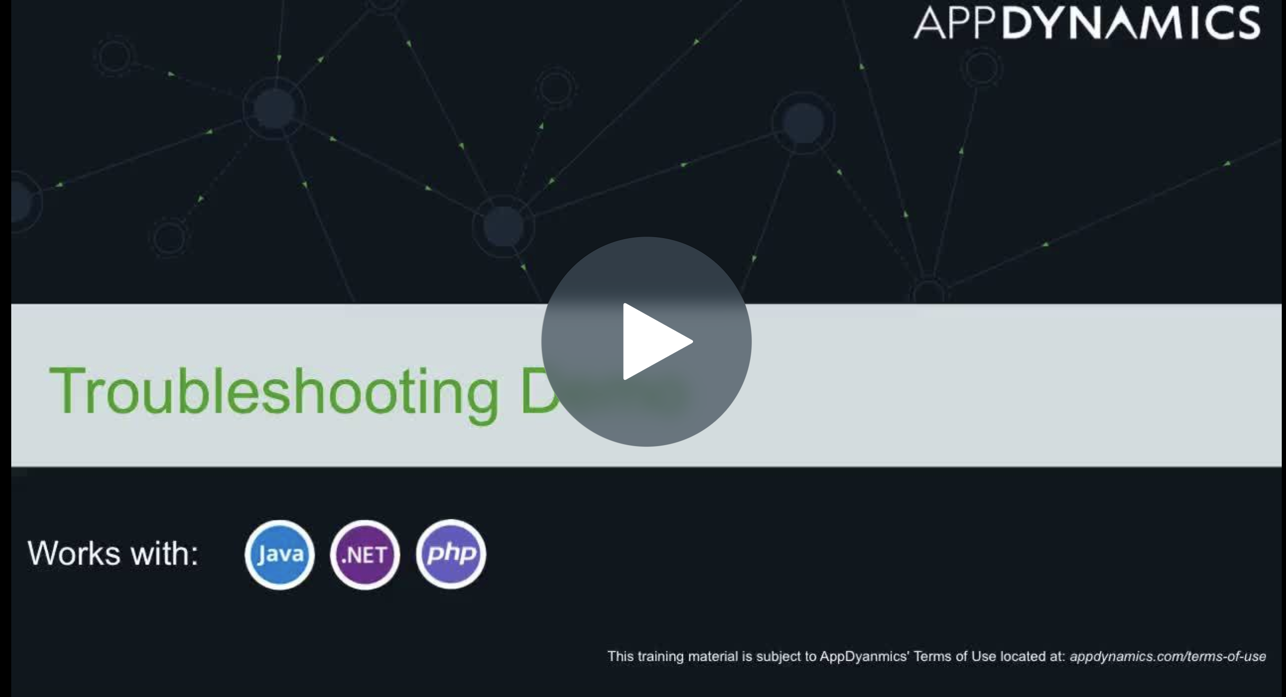 APPDYNAMICS
Troubleshooting
Works with:
Java .NET php
This training material is subject to AppDyanmics' Terms of Use located at: appdynamics.com/terms-of-use